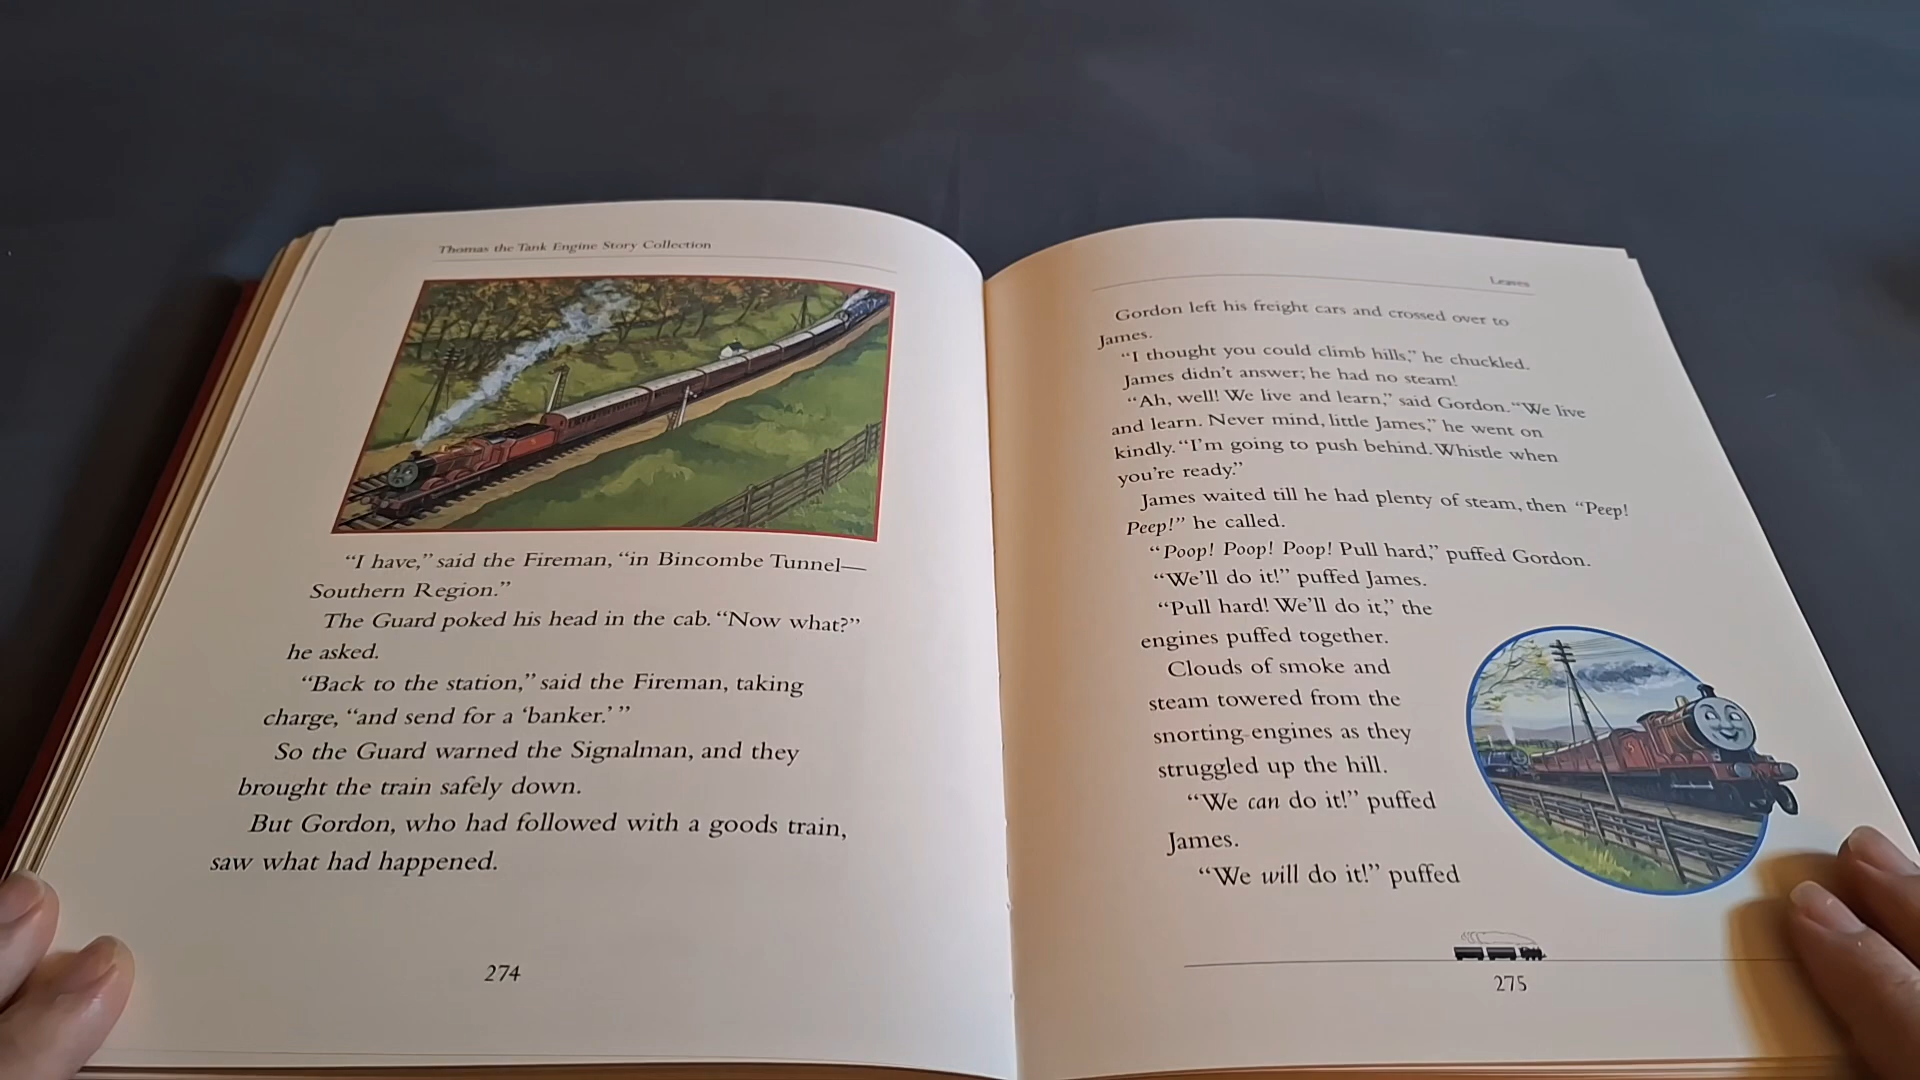 Thomas the Tank Engine Story Collection
"I have," said the Fireman, "in Bincombe Tunnel—
Southern Region."
The Guard poked his head in the cab. "Now what?"
he asked.
"Back to the station," said the Fireman, taking
charge, "and send for a 'banker.' "
So the Guard warned the Signalman, and they
brought the train safely down.
But Gordon, who had followed with a goods train,
saw what had happened.
274
Leaves
Gordon left his freight cars and crossed over to
James.
"I thought you could climb hills," he chuckled.
James didn't answer; he had no steam!
"Ah, well! We live and learn," said Gordon. "We live
and learn. Never mind, little James," he went on
kindly. "I'm going to push behind. Whistle when
you're ready."
James waited till he had plenty of steam, then "Peep!
Peep!" he called.
"Poop! Poop! Poop! Pull hard," puffed Gordon.
"We'll do it!" puffed James.
"Pull hard! We'll do it," the
engines puffed together.
Clouds of smoke and
steam towered from the
snorting engines as they
struggled up the hill.
"We can do it!" puffed
James.
"We will do it!" puffed
275